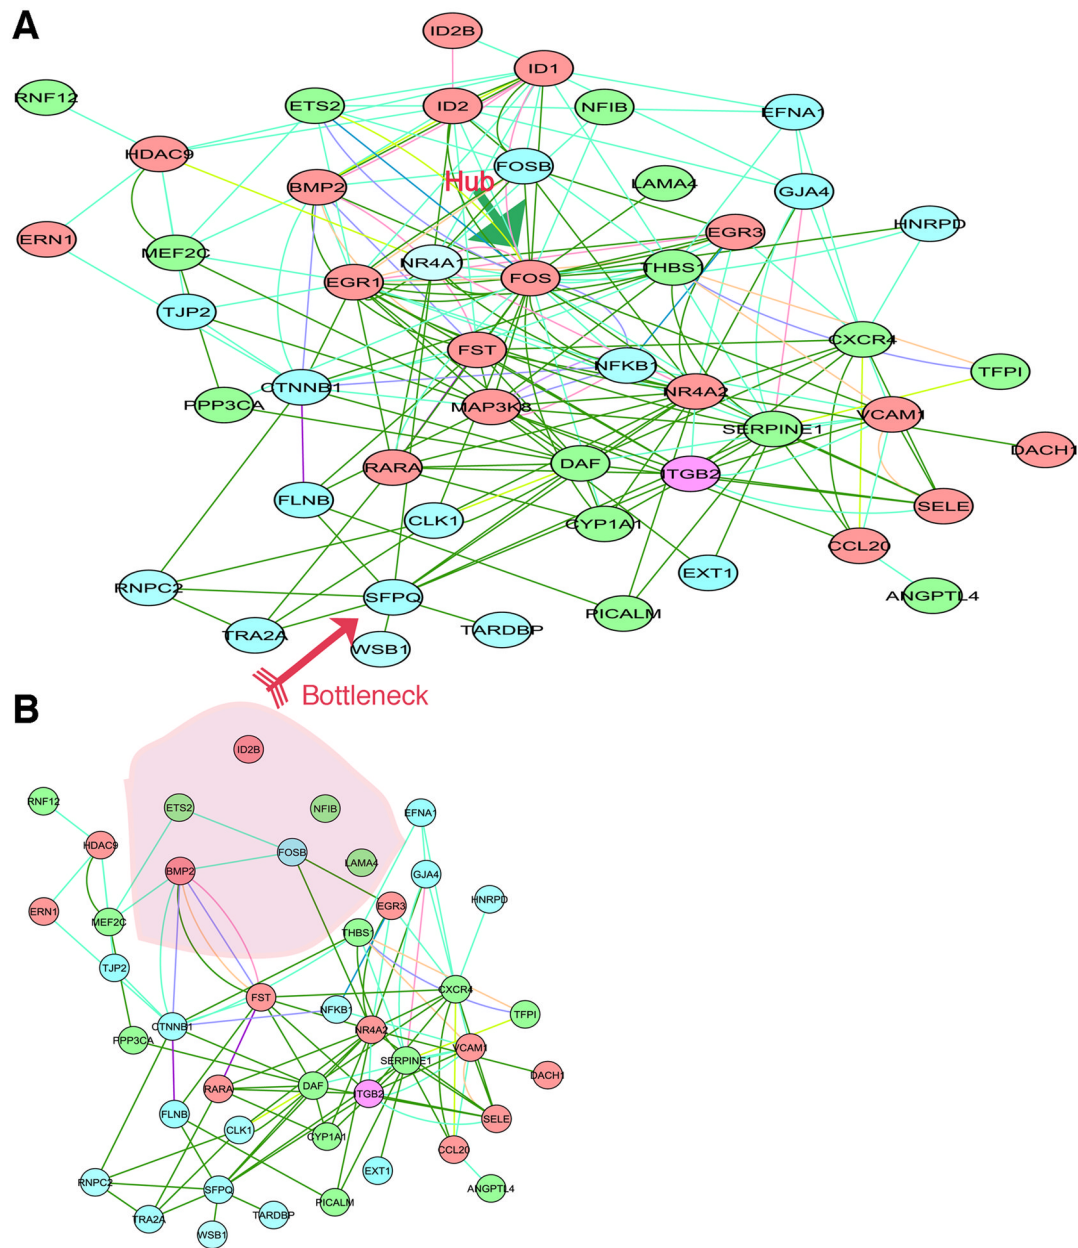 A
ID2B
ID1
RNF12
ETS2
ID2
NFIB
EFNA1
HDAC9
FOSB
BMP2
Hub
LAMA4
GJA4
HNRPD
ERN1
MEF2C
NR4A1
EGR3
THBS1
EGR1
FOS
TJP2
CXCR4
FST
NFKB1
TFPI
CTNNB1
PPP3CA
MAP3K8
NR4A2
VCAM1
SERPINE1
DACH1
RARA
DAF
ITGB2
FLNB
CLK1
CYP1A1
SELE
CCL20
RNPC2
SFPQ
EXT1
ANGPTL4
PICALM
TRA2A
WSB1
TARDBP
Bottleneck
B
ID2B
RNF12
ETS2
NFIB
EFNA1
HDAC9
FOSB
LAMA4
BMP2
GJA4
HNRPD
ERN1
MEF2C
EGR3
THBS1
TJP2
CXCR4
FST
NFKB1
TFPI
CTNNB1
PPP3CA
NR4A2
VCAM1
SERPINE1
DACH1
RARA
DAF
ITGB2
FLNB
CLK1
CYP1A1
SELE
CCL20
EXT1
RNPC2
SFPQ
ANGPTL4
PICALM
TRA2A
TARDBP
WSB1